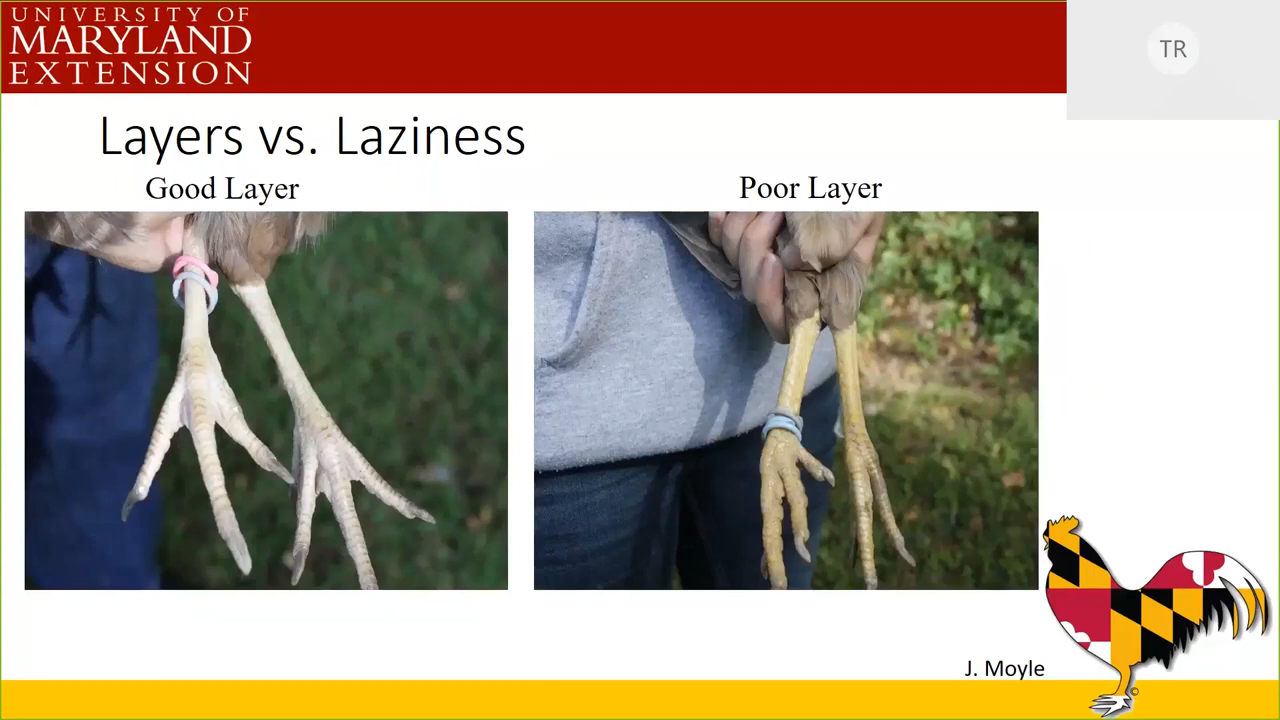 UNIVERSITY OF
MARYLAND
EXTENSION
TR
Layers vs. Laziness
Good Layer
Poor Layer
J. Moyle
©